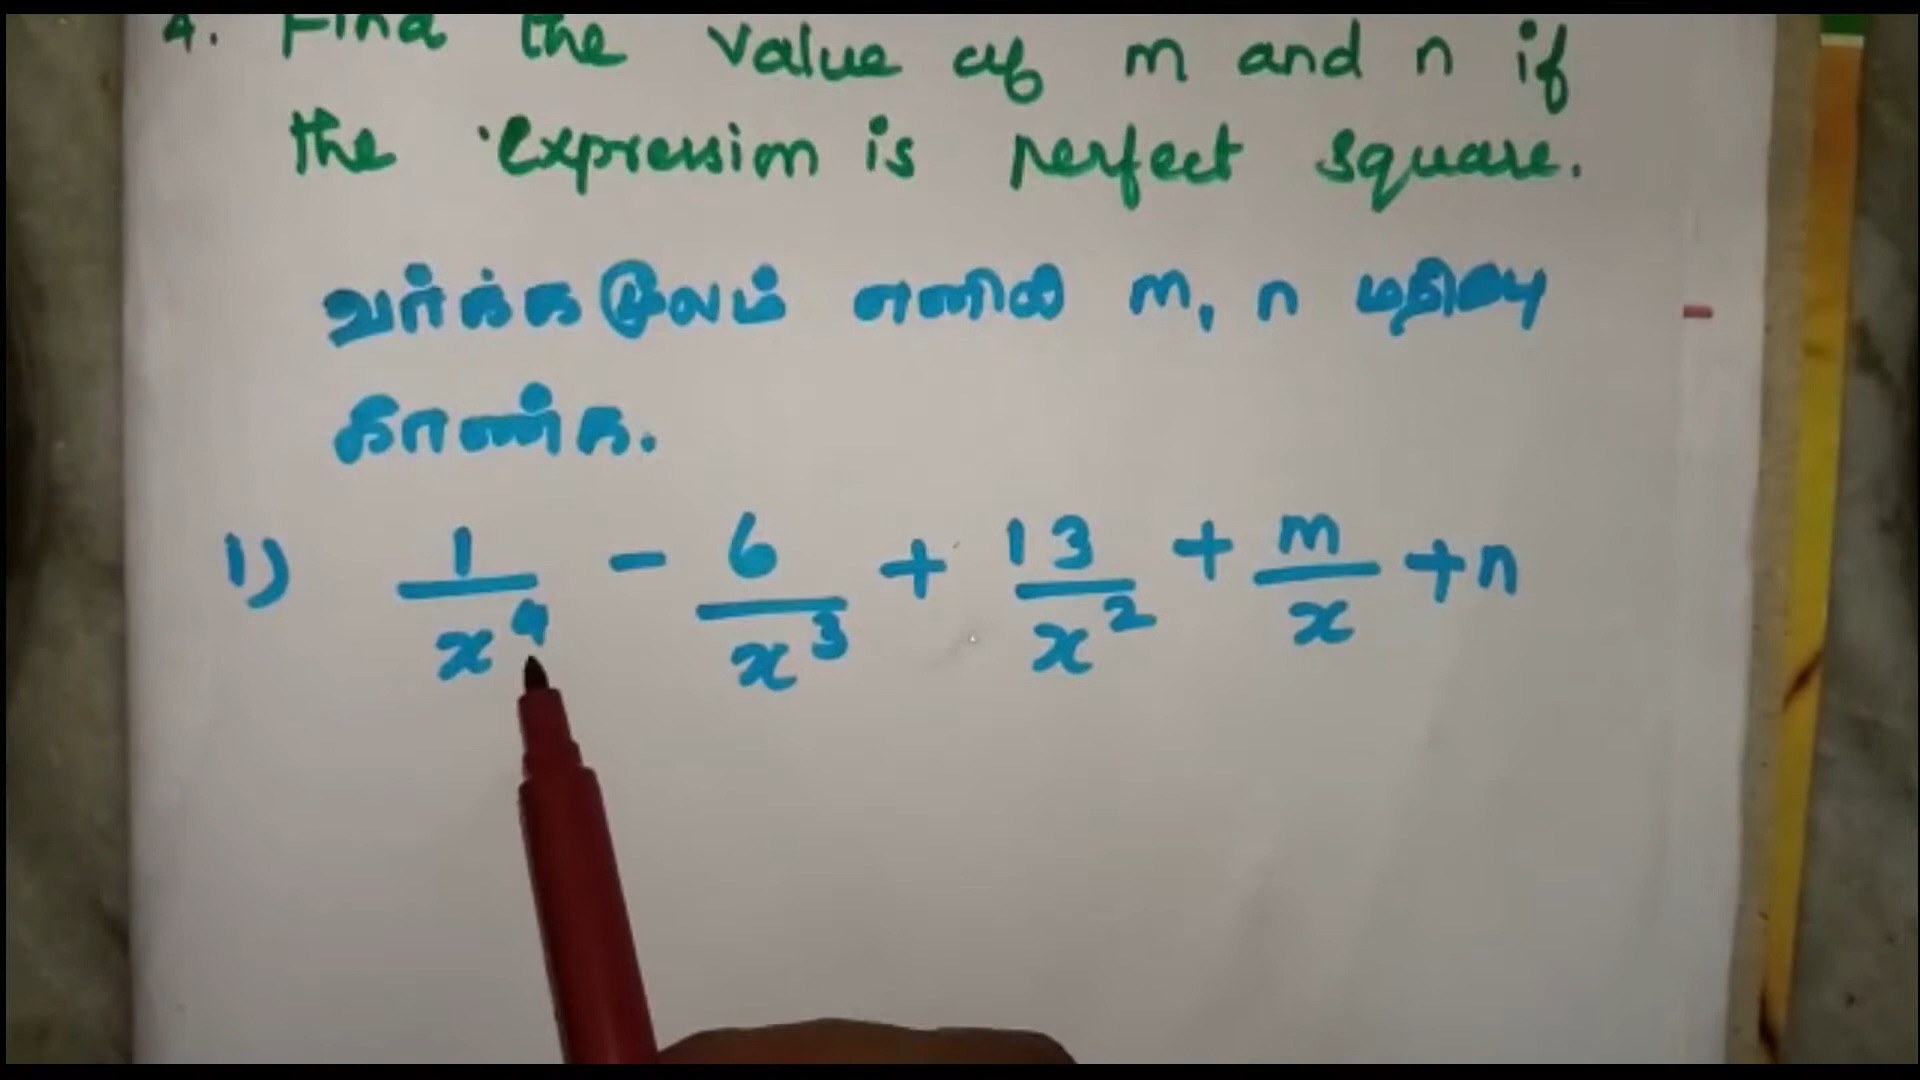 4. Find the value of m and n if
the expression is perfect square.
வர்க்கமூலம் எனில் m, n மதிப்பு
காண்க.
1) 1/x⁴ - 6/x³ + 13/x² + m/x + n